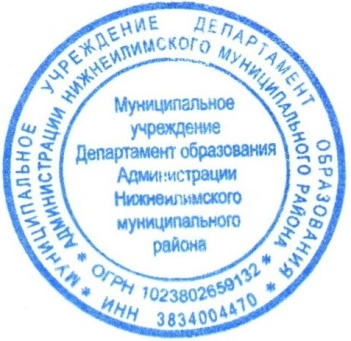 МУНИЦИПАЛЬНОЕ УЧРЕЖДЕНИЕ ДЕПАРТАМЕНТ ОБРАЗОВАНИЯ
* АДМИНИСТРАЦИИ НИЖНЕИЛИМСКОГО МУНИЦИПАЛЬНОГО РАЙОНА *
Муниципальное
учреждение
Департамент образования
Администрации
Нижнеилимского
муниципального
района
* ОГРН 1023802659132 *
* ИНН 3834004470 *